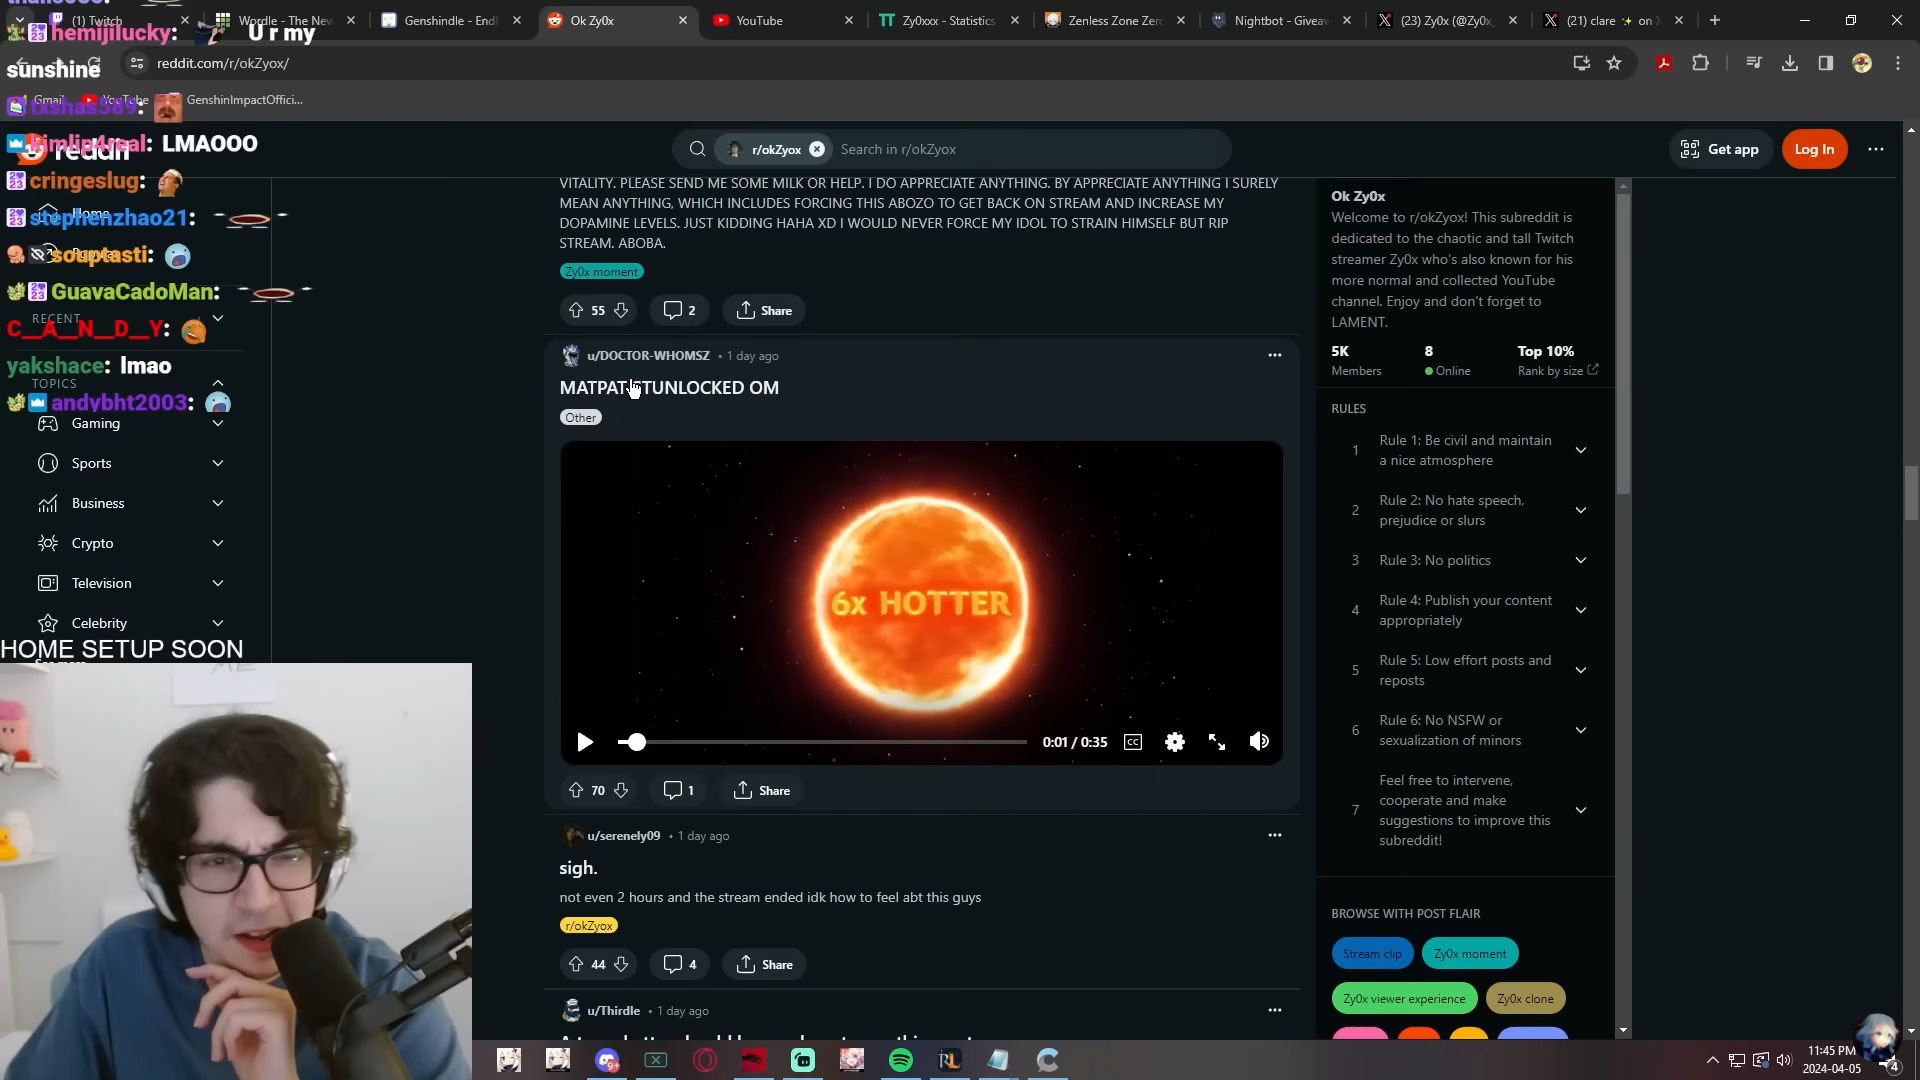 (1) Twitch
Wordle - The New
Genshindle - Endl
Ok Zy0x
YouTube
Zy0xxx - Statistics
Zenless Zone Zero
Nightbot - Giveaw
(23) Zy0x (@Zy0x_
(21) clare ✨ on X
hemijilucky: U r my
sunshine
reddit.com/r/okZyox/
Gmail
YouTube
GenshinImpactOffici...
txshas589:
kimlip4real: LMAOOO
reddit
r/okZyox
Search in r/okZyox
Get app
Log In
cringeslug:
stephenzhao21:
Home
souptasti:
Popular
GuavaCadoMan:
RECENT
C__A__N__D__Y:
yakshace: lmao
TOPICS
andybht2003:
Gaming
Sports
Business
Crypto
Television
Celebrity
See more
HOME SETUP SOON
VITALITY. PLEASE SEND ME SOME MILK OR HELP. I DO APPRECIATE ANYTHING. BY APPRECIATE ANYTHING I SURELY
MEAN ANYTHING, WHICH INCLUDES FORCING THIS ABOZO TO GET BACK ON STREAM AND INCREASE MY
DOPAMINE LEVELS. JUST KIDDING HAHA XD I WOULD NEVER FORCE MY IDOL TO STRAIN HIMSELF BUT RIP
STREAM. ABOBA.
Zy0x moment
55
2
Share
u/DOCTOR-WHOMSZ • 1 day ago
MATPAT STUNLOCKED OM
Other
6x HOTTER
0:01 / 0:35
CC
70
1
Share
u/serenely09 • 1 day ago
sigh.
not even 2 hours and the stream ended idk how to feel abt this guys
r/okZyox
44
4
Share
u/Thirdle • 1 day ago
Ok Zy0x
Welcome to r/okZyox! This subreddit is
dedicated to the chaotic and tall Twitch
streamer Zy0x who's also known for his
more normal and collected YouTube
channel. Enjoy and don't forget to
LAMENT.
5K
8
Top 10%
Members
Online
Rank by size
RULES
1 Rule 1: Be civil and maintain
a nice atmosphere
2 Rule 2: No hate speech,
prejudice or slurs
3 Rule 3: No politics
4 Rule 4: Publish your content
appropriately
5 Rule 5: Low effort posts and
reposts
6 Rule 6: No NSFW or
sexualization of minors
7 Feel free to intervene,
cooperate and make
suggestions to improve this
subreddit!
BROWSE WITH POST FLAIR
Stream clip
Zy0x moment
Zy0x viewer experience
Zy0x clone
11:45 PM
2024-04-05
4